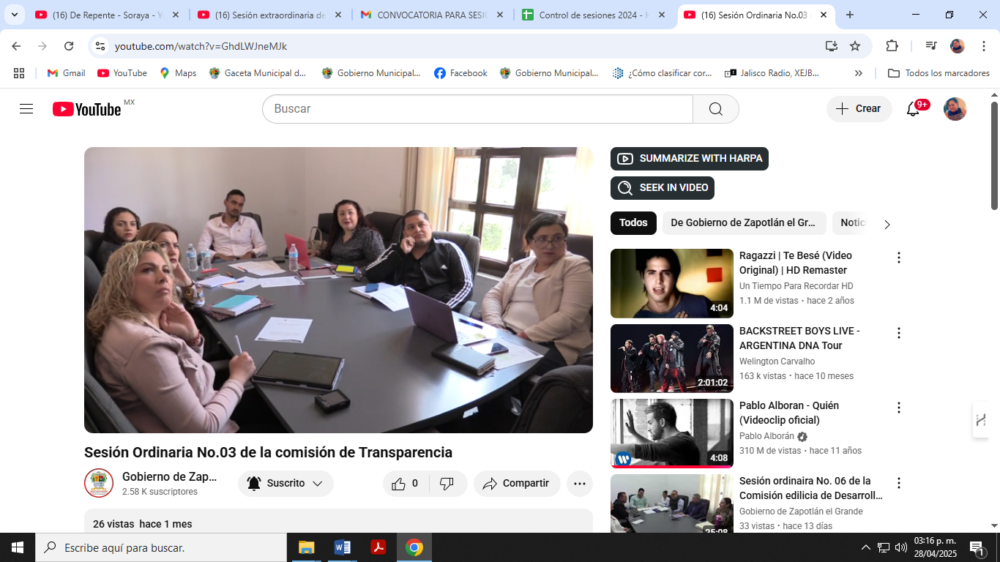 (16) De Repente - Soraya - Y
(16) Sesión extraordinaria de
CONVOCATORIA PARA SESI
Control de sesiones 2024 - H
(16) Sesión Ordinaria No.03
youtube.com/watch?v=GhdLWJneMJk
Gmail
YouTube
Maps
Gaceta Municipal d...
Gobierno Municipal...
Facebook
Gobierno Municipal...
¿Cómo clasificar cor...
Jalisco Radio, XEJB...
Todos los marcadores
YouTube MX
Buscar
Crear
9+
SUMMARIZE WITH HARPA
SEEK IN VIDEO
Todos
De Gobierno de Zapotlán el Gr...
Notic
Ragazzi | Te Besé (Video
Original) | HD Remaster
Un Tiempo Para Recordar HD
1.1 M de vistas • hace 2 años
4:04
BACKSTREET BOYS LIVE -
ARGENTINA DNA Tour
Welington Carvalho
163 k vistas • hace 10 meses
2:01:02
Pablo Alboran - Quién
(Videoclip oficial)
Pablo Alborán
310 M de vistas • hace 11 años
4:08
Sesión ordinaira No. 06 de la
Comisión edilicia de Desarroll...
Gobierno de Zapotlán el Grande
33 vistas • hace 13 días
25:08
Sesión Ordinaria No.03 de la comisión de Transparencia
Gobierno de Zap...
2.58 K suscriptores
Suscrito
0
Compartir
26 vistas hace 1 mes
Escribe aquí para buscar.
03:16 p. m.
28/04/2025
1